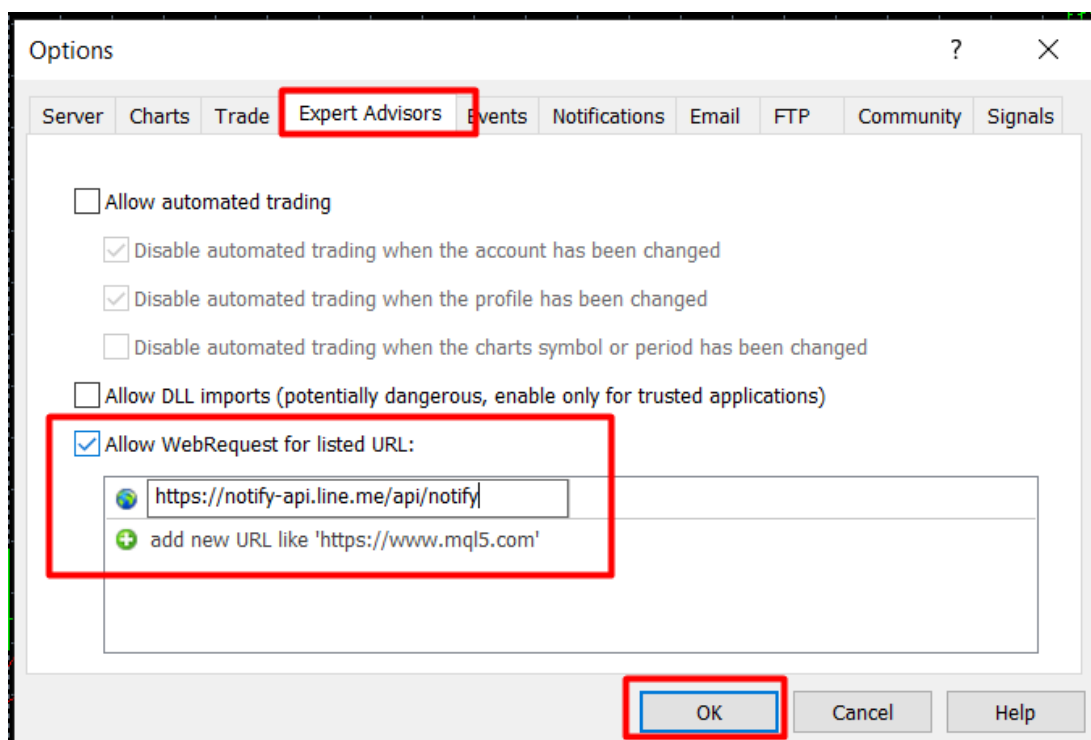 Options
?
Server Charts Trade Expert Advisors Events Notifications Email FTP Community Signals
Allow automated trading
Disable automated trading when the account has been changed
Disable automated trading when the profile has been changed
Disable automated trading when the charts symbol or period has been changed
Allow DLL imports (potentially dangerous, enable only for trusted applications)
Allow WebRequest for listed URL:
https://notify-api.line.me/api/notify
add new URL like 'https://www.mql5.com'
OK Cancel Help